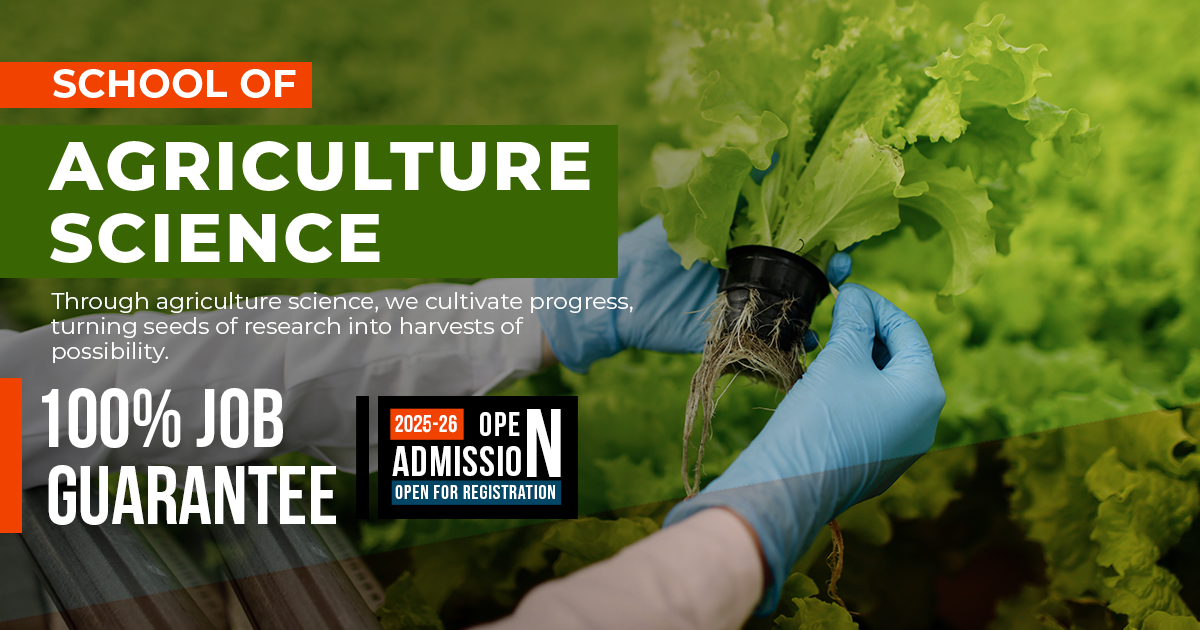 SCHOOL OF
AGRICULTURE
SCIENCE
Through agriculture science, we cultivate progress,
turning seeds of research into harvests of
possibility.
100% JOB
GUARANTEE
2025-26 OPEN
ADMISSION
OPEN FOR REGISTRATION